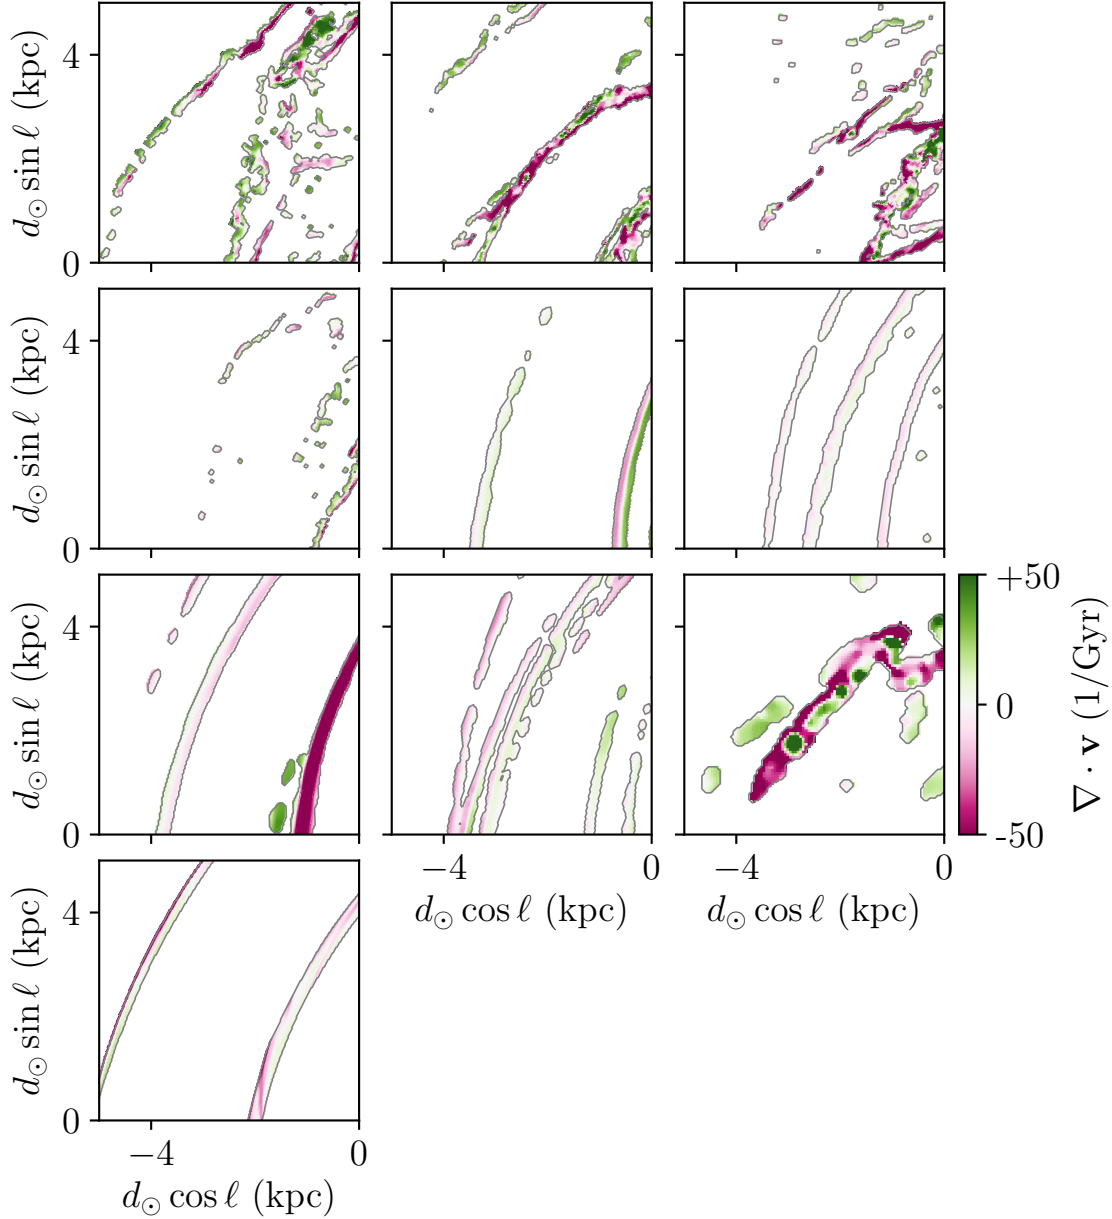 4
0
d⊙ sin ℓ (kpc)
4
0
d⊙ sin ℓ (kpc)
4
0
d⊙ sin ℓ (kpc)
+50
0
-50
∇ · v (1/Gyr)
−4 0
d⊙ cos ℓ (kpc)
−4 0
d⊙ cos ℓ (kpc)
4
0
d⊙ sin ℓ (kpc)
−4 0
d⊙ cos ℓ (kpc)